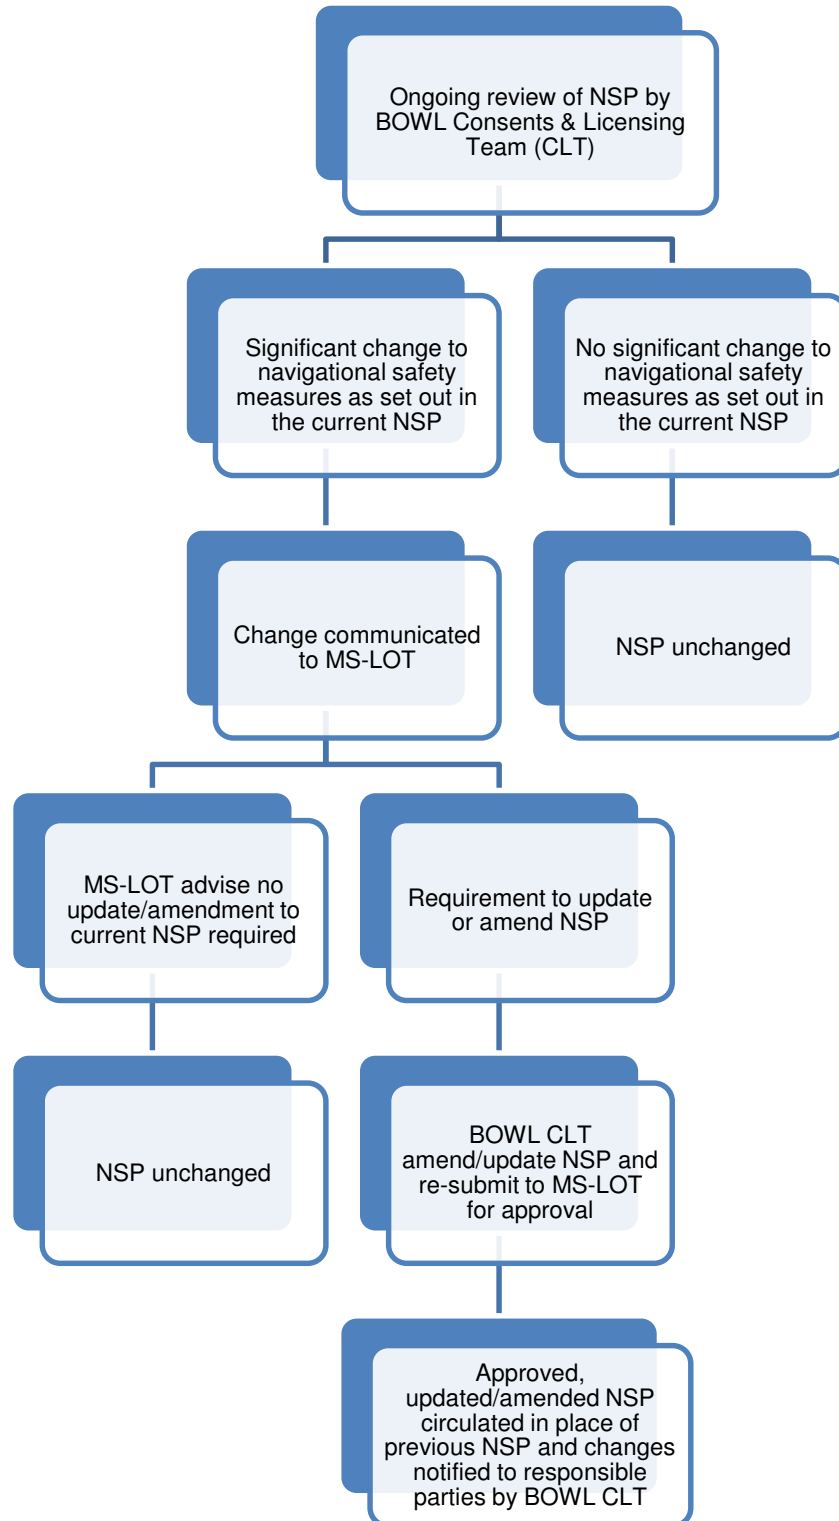 Ongoing review of NSP by
BOWL Consents & Licensing
Team (CLT)
Significant change to
navigational safety
measures as set out in
the current NSP
No significant change to
navigational safety
measures as set out in
the current NSP
Change communicated
to MS-LOT
NSP unchanged
MS-LOT advise no
update/amendment to
current NSP required
Requirement to update
or amend NSP
NSP unchanged
BOWL CLT
amend/update NSP and
re-submit to MS-LOT
for approval
Approved,
updated/amended NSP
circulated in place of
previous NSP and changes
notified to responsible
parties by BOWL CLT